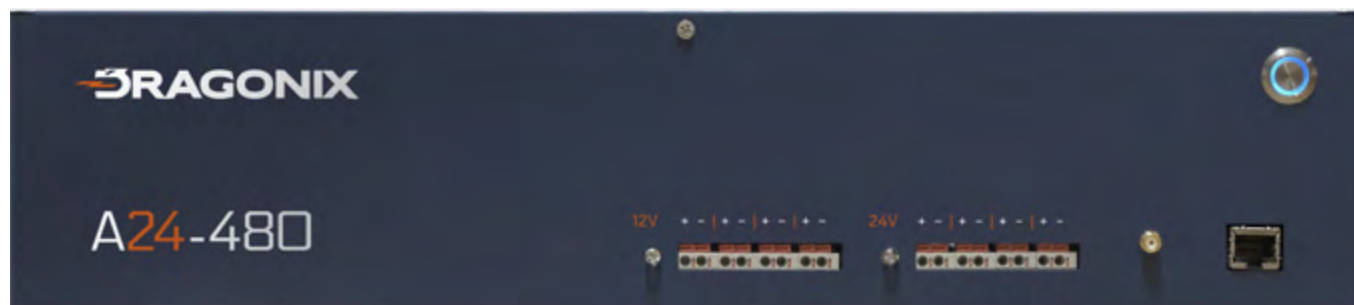 DRAGONIX
A24-480
12V + - | + - | + - | + -
24V + - | + - | + - | + -